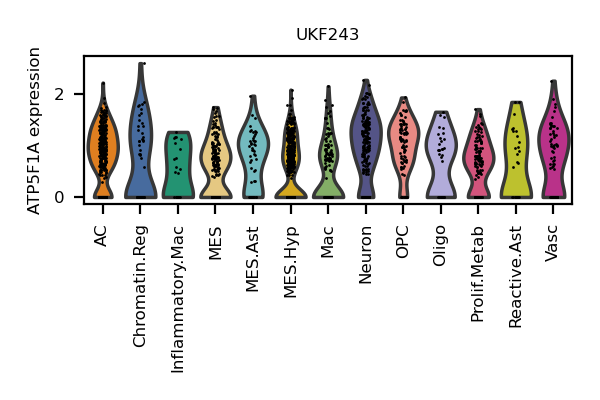 UKF243
ATP5F1A expression
2
0
AC
Chromatin.Reg
Inflammatory.Mac
MES
MES.Ast
MES.Hyp
Mac
Neuron
OPC
Oligo
Prolif.Metab
Reactive.Ast
Vasc